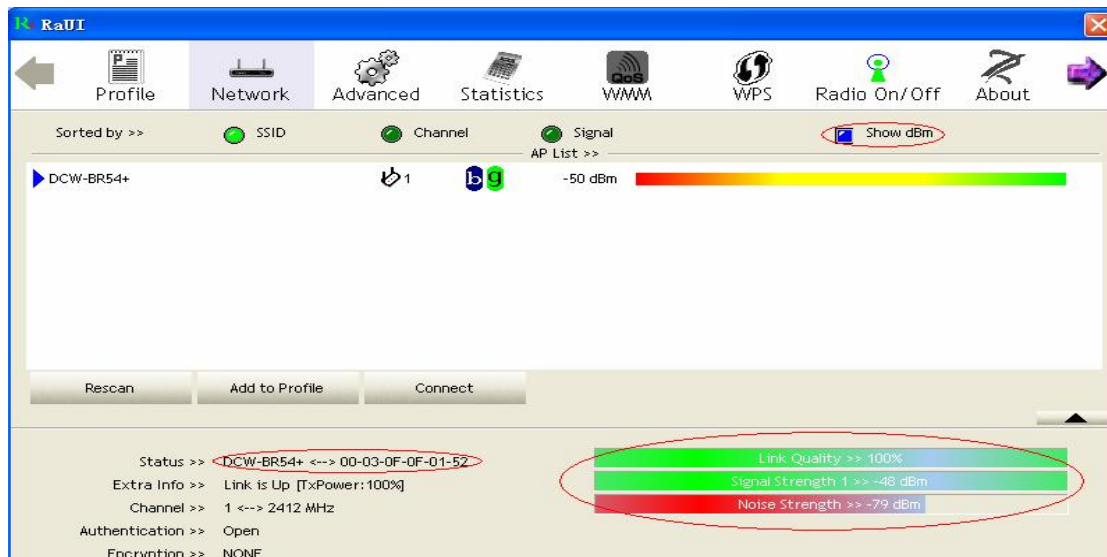 RaUI
Profile Network Advanced Statistics QoS WMM WPS Radio On/Off About
Sorted by >> SSID Channel Signal Show dBm
AP List >>
DCW-BR54+ 1 b g -50 dBm
Rescan Add to Profile Connect
Status >> DCW-BR54+ <--> 00-03-0F-0F-01-52 Link Quality >> 100%
Extra Info >> Link is Up [TxPower:100%] Signal Strength 1 >> -48 dBm
Channel >> 1 <--> 2412 MHz Noise Strength >> -79 dBm
Authentication >> Open
Encryption >> NONE